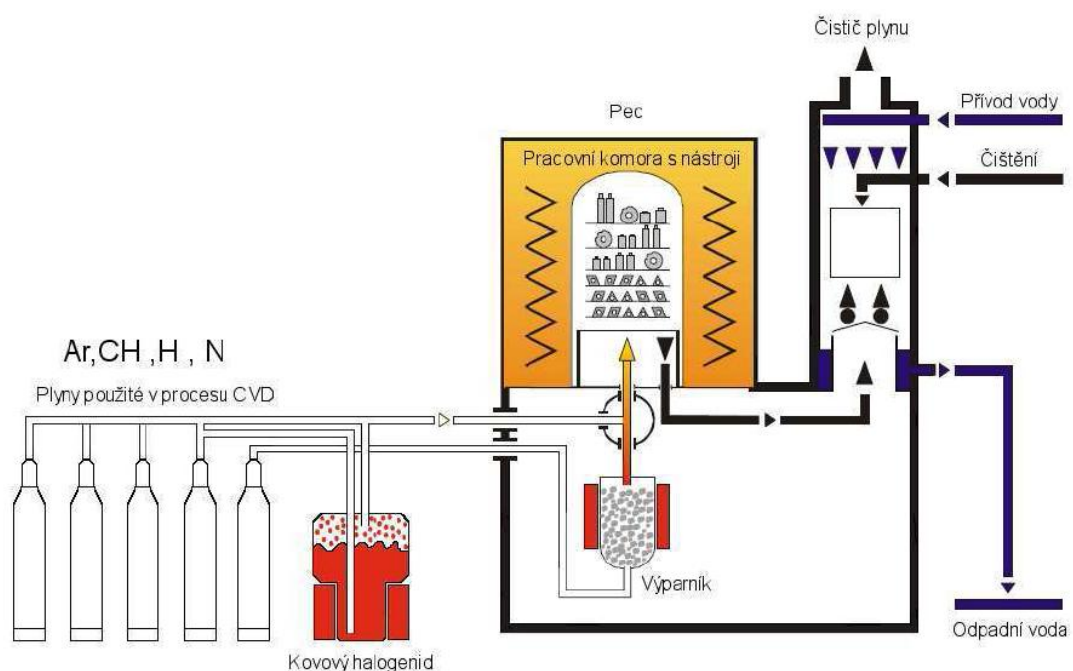 Čistič plynu
Přívod vody
Pec
Čištění
Pracovní komora s nástroji
Ar,CH ,H , N
Plyny použité v procesu CVD
Výparník
Odpadní voda
Kovový halogenid